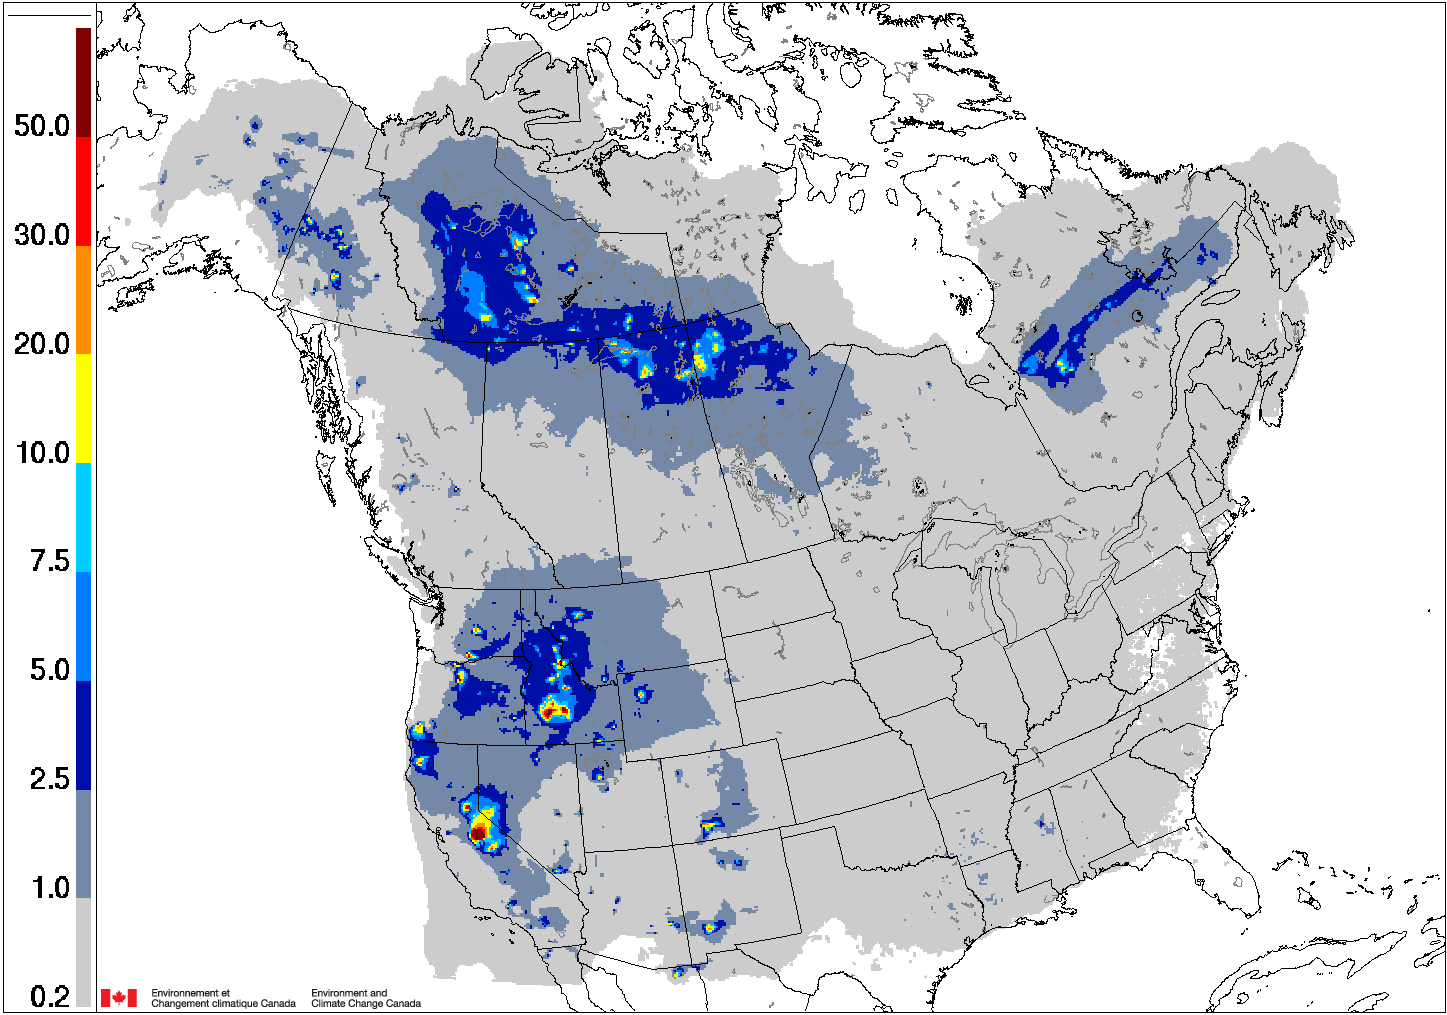 50.0
30.0
20.0
10.0
7.5
5.0
2.5
1.0
0.2
Environnement et
Changement climatique Canada
Environment and
Climate Change Canada